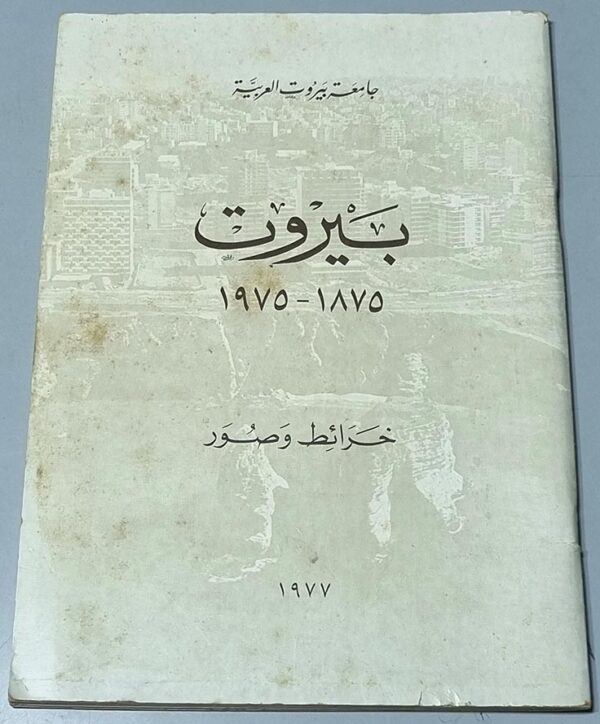 جامعة بيروت العربية
بيروت
١٨٧٥ - ١٩٧٥
خرائط وصور
١٩٧٧